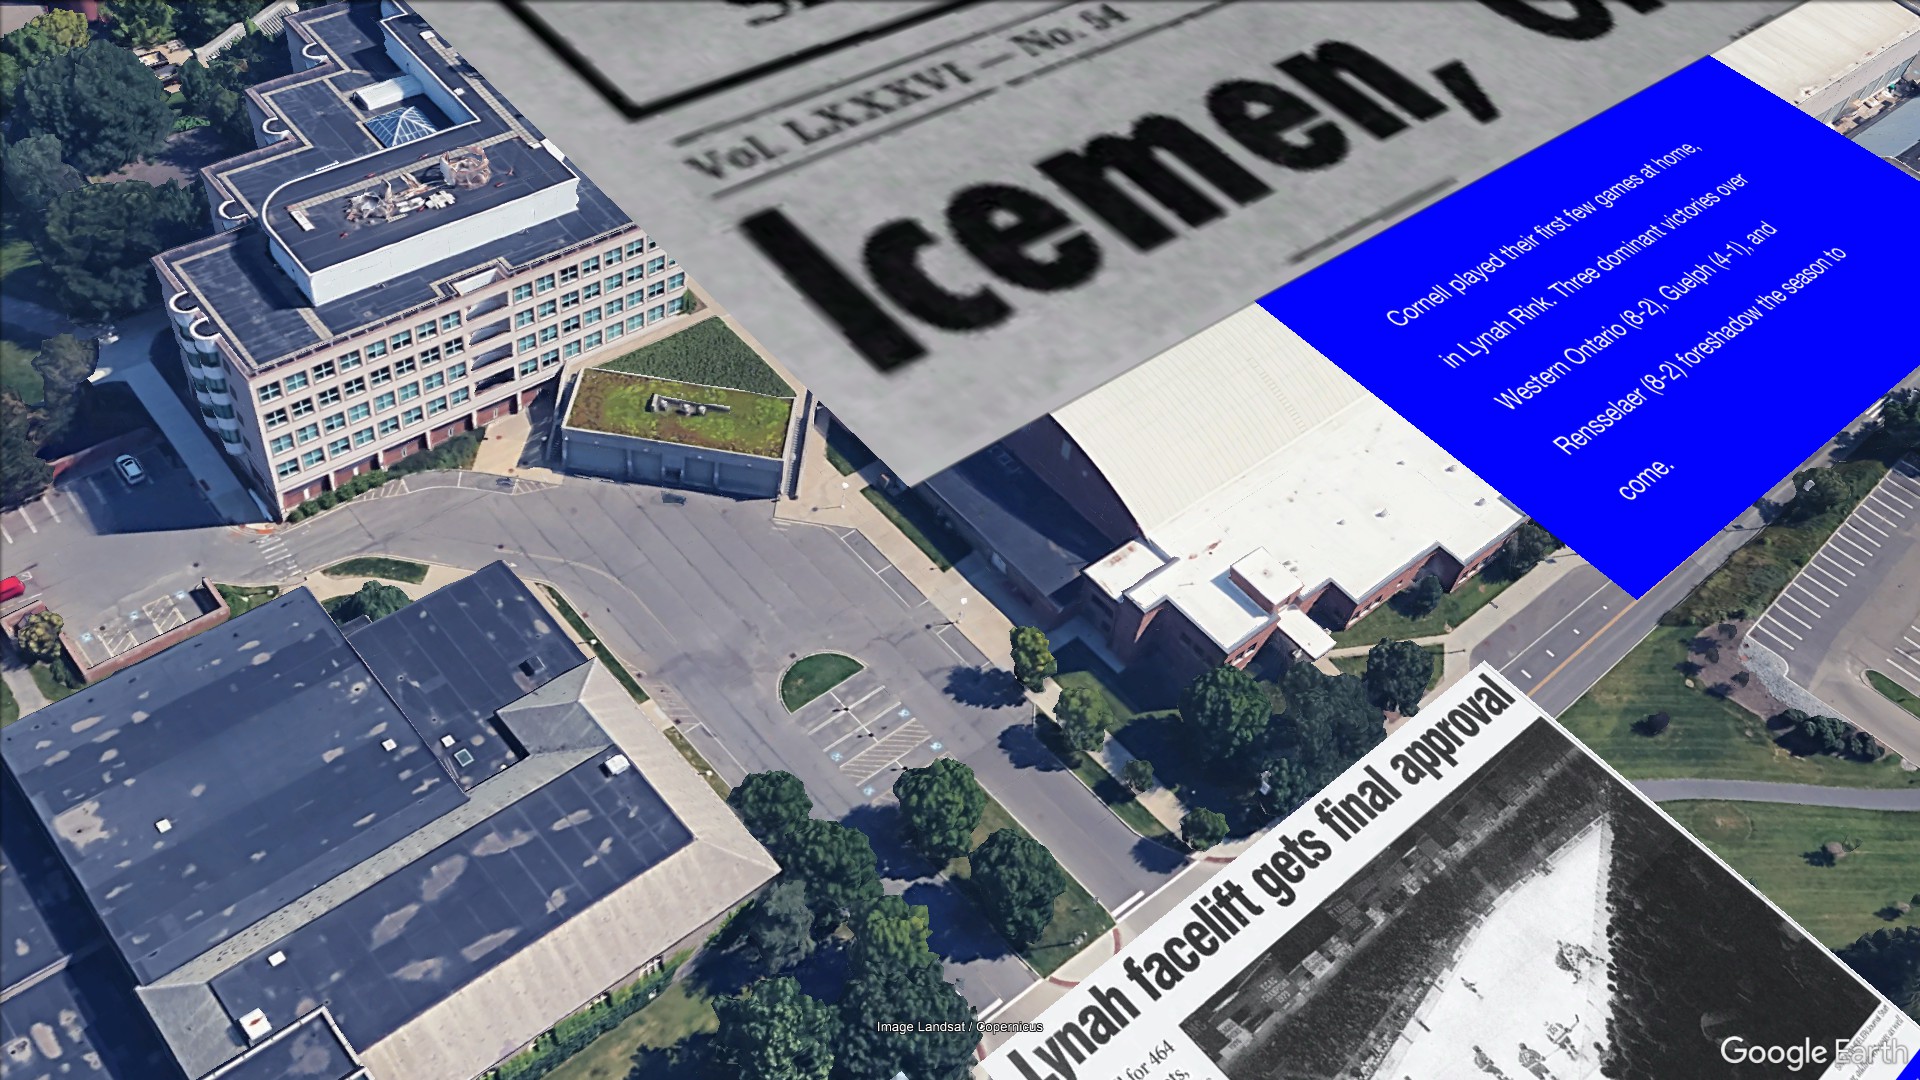 Vol. LXXXVI — No. 54
Icemen,
Cornell played their first few games at home,
in Lynah Rink. Three dominant victories over
Western Ontario (8-2), Guelph (4-1), and
Rensselaer (8-2) foreshadow the season to
come.
Lynah facelift gets final approval
for 464
Image Landsat / Copernicus
Google Earth